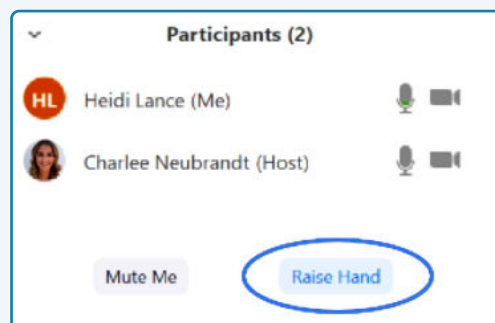 Participants (2)
HL Heidi Lance (Me)
Charlee Neubrandt (Host)
Mute Me Raise Hand